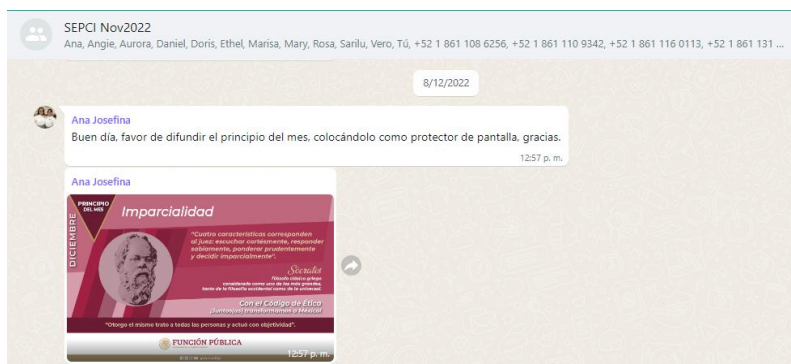 SEPCI Nov2022
Ana, Angie, Aurora, Daniel, Doris, Ethel, Marisa, Mary, Rosa, Sarilu, Vero, Tú, +52 1 861 108 6256, +52 1 861 110 9342, +52 1 861 116 0113, +52 1 861 131 ...
8/12/2022
Ana Josefina
Buen día, favor de difundir el principio del mes, colocándolo como protector de pantalla, gracias.
12:57 p. m.
Ana Josefina
PRINCIPIO
DEL MES
DICIEMBRE
Imparcialidad
"Cuatro características corresponden
al juez: escuchar cortésmente, responder
sabiamente, ponderar prudentemente
y decidir imparcialmente".
Sócrates
Filósofo clásico griego
considerado como uno de los más grandes,
tanto de la filosofía occidental como de la universal.
Con el Código de Ética
¡Juntos(as) transformamos a México!
"Otorgo el mismo trato a todas las personas y actuó con objetividad".
FUNCIÓN PÚBLICA
12:57 p. m.